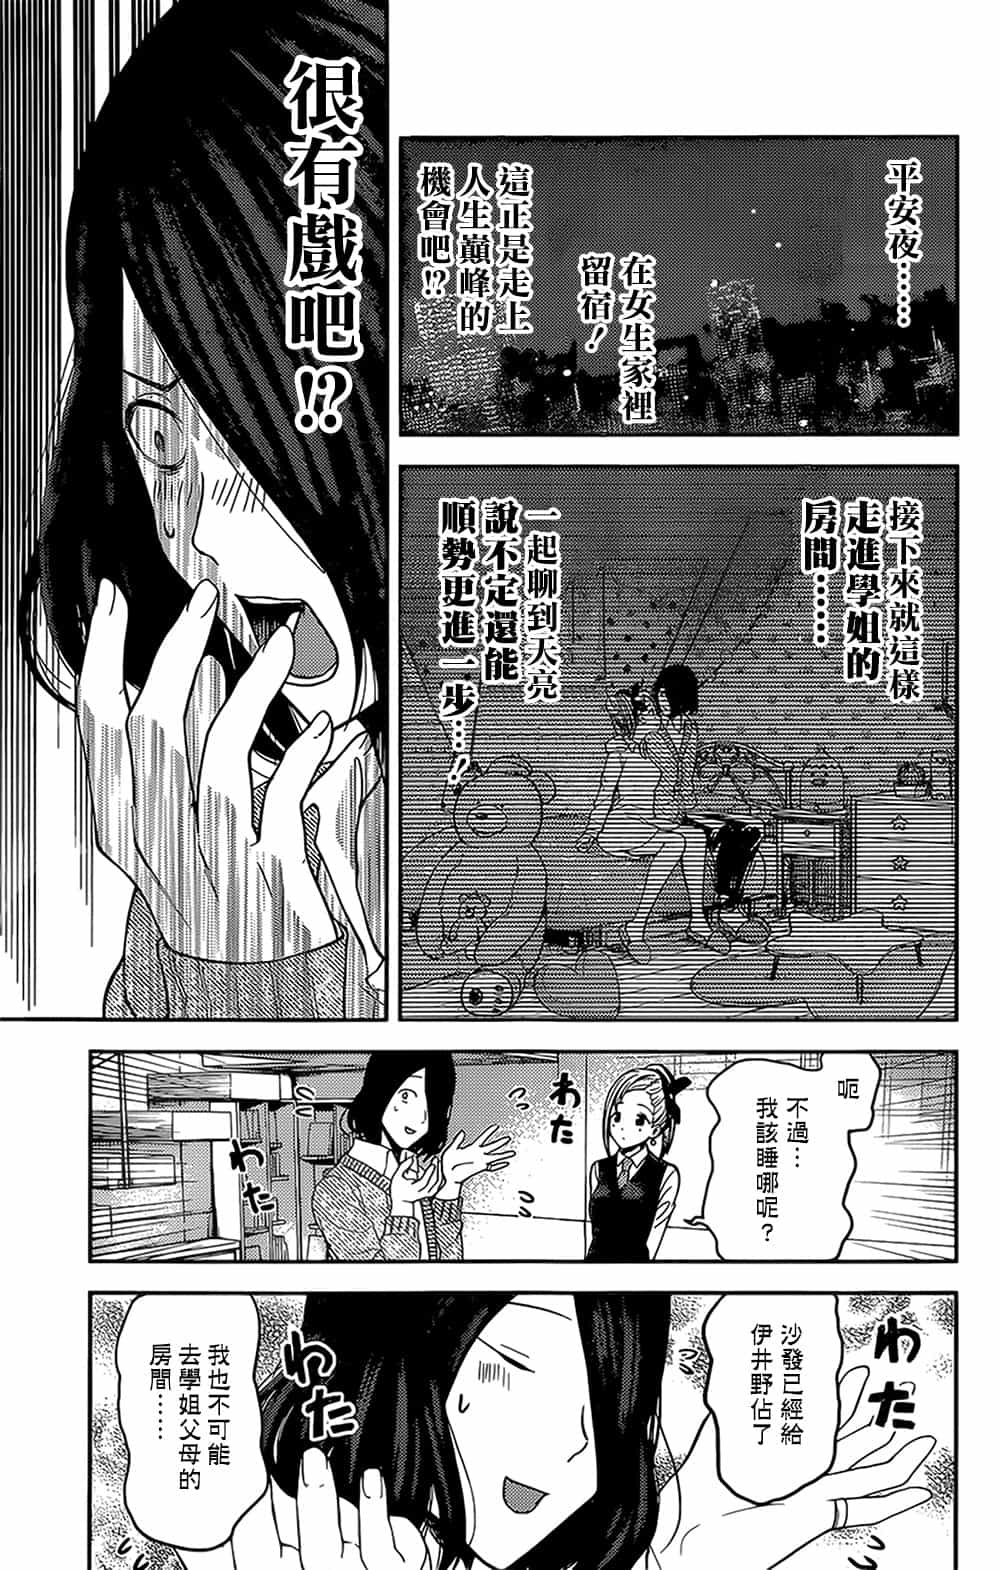 平安夜……
在女生家裡
留宿！
這正是走上
人生巔峰的
機會吧!?
接下來就這樣
走進學姐的
房間……
一起聊到天亮
說不定還能
順勢更進一步…！
很有戲吧!?
呃
不過…
我該睡哪呢？
わた
わた
沙發已經給
伊井野佔了
わた
わた
我也不可能
去學姐父母的
房間……